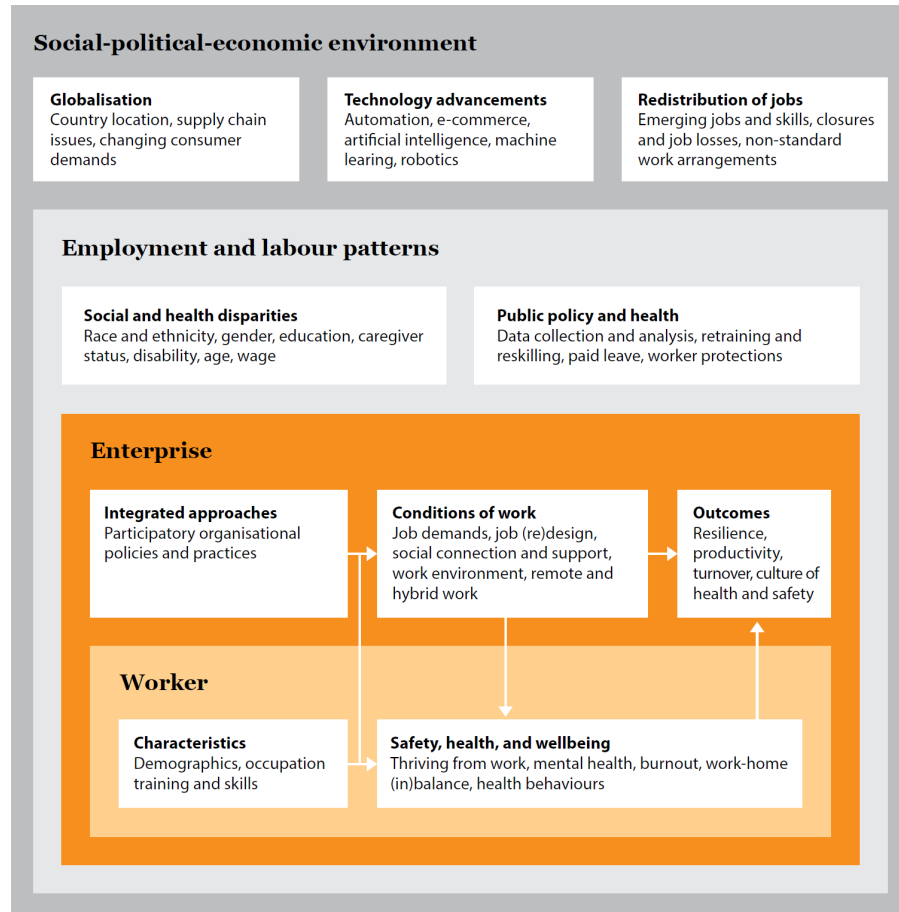 Social-political-economic environment
Globalisation
Country location, supply chain
issues, changing consumer
demands
Technology advancements
Automation, e-commerce,
artificial intelligence, machine
learing, robotics
Redistribution of jobs
Emerging jobs and skills, closures
and job losses, non-standard
work arrangements
Employment and labour patterns
Social and health disparities
Race and ethnicity, gender, education, caregiver
status, disability, age, wage
Public policy and health
Data collection and analysis, retraining and
reskilling, paid leave, worker protections
Enterprise
Integrated approaches
Participatory organisational
policies and practices
Conditions of work
Job demands, job (re)design,
social connection and support,
work environment, remote and
hybrid work
Outcomes
Resilience,
productivity,
turnover, culture of
health and safety
Worker
Characteristics
Demographics, occupation
training and skills
Safety, health, and wellbeing
Thriving from work, mental health, burnout, work-home
(in)balance, health behaviours